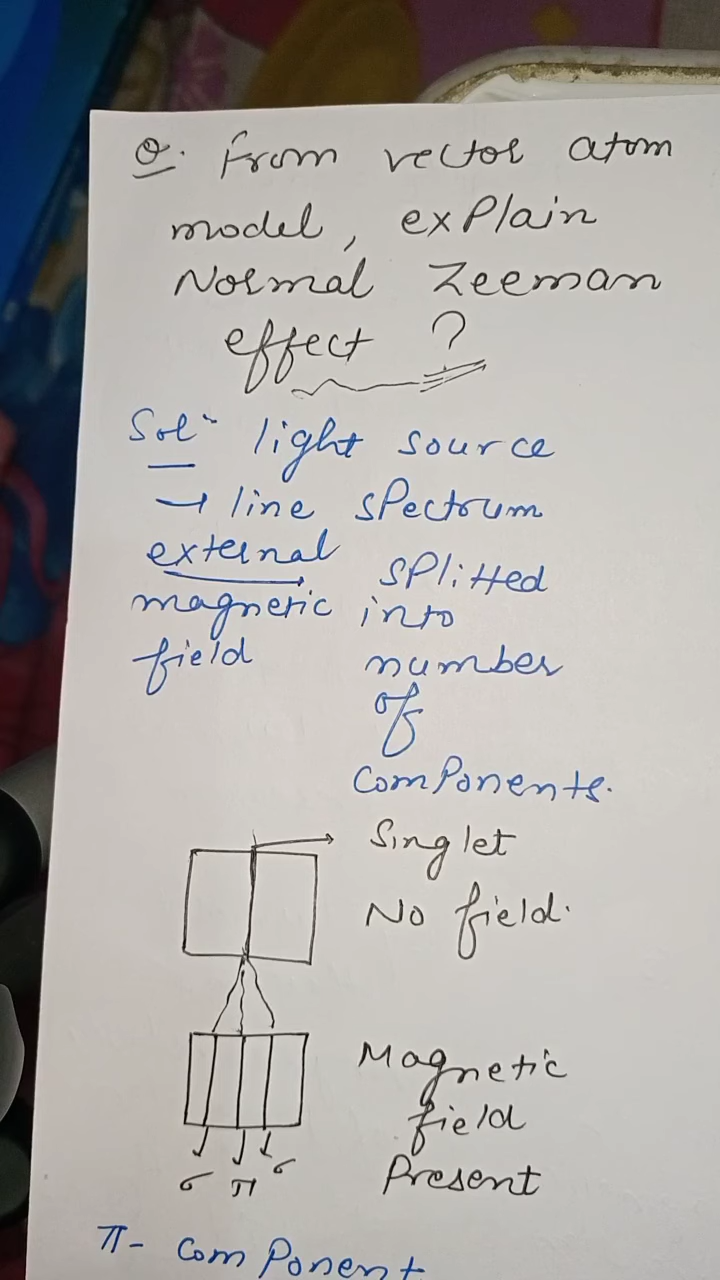 Q. From vector atom
model, explain
Normal Zeeman
effect ?
Solⁿ light source
→ line spectrum
external splitted
magnetic into
field number
of
components.
Singlet
No field.
Magnetic
field
Present
σ π σ
π- component